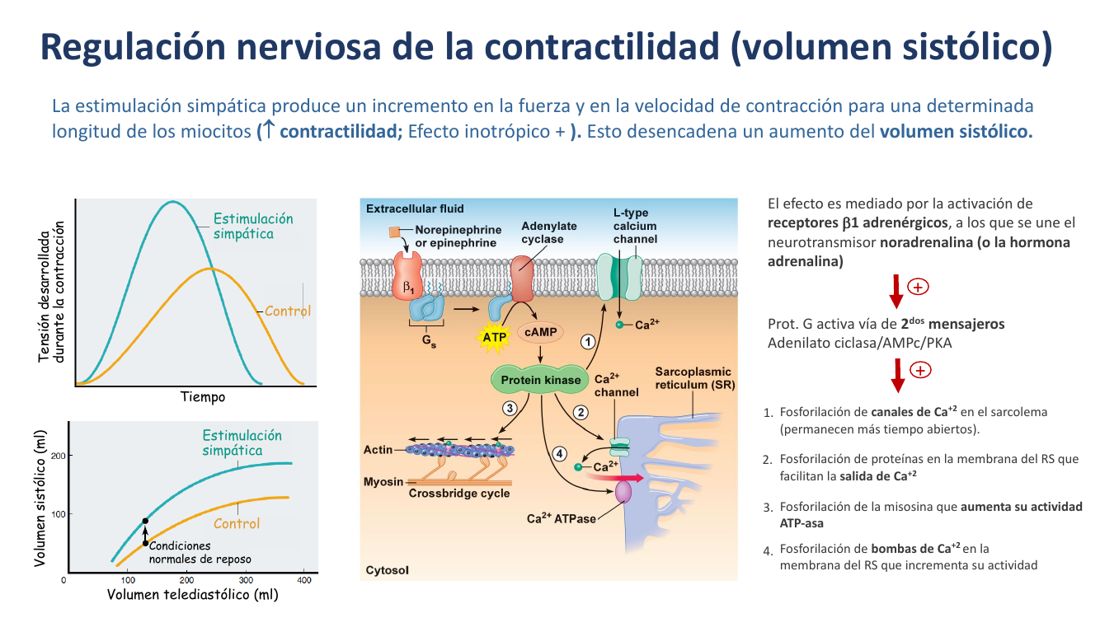 Regulación nerviosa de la contractilidad (volumen sistólico)
La estimulación simpática produce un incremento en la fuerza y en la velocidad de contracción para una determinada
longitud de los miocitos (↑ contractilidad; Efecto inotrópico + ). Esto desencadena un aumento del volumen sistólico.
Tensión desarrollada
durante la contracción
Estimulación
simpática
Control
Tiempo
Volumen sistólico (ml)
200
100
Estimulación
simpática
Control
Condiciones
normales de reposo
0
100
200
300
400
Volumen telediastólico (ml)
Extracellular fluid
Norepinephrine
or epinephrine
Adenylate
cyclase
L-type
calcium
channel
β1
Gs
ATP
cAMP
Ca2+
1
Protein kinase
Ca2+
channel
Sarcoplasmic
reticulum (SR)
3
2
4
Actin
Myosin
Crossbridge cycle
Ca2+
Ca2+ ATPase
Cytosol
El efecto es mediado por la activación de
receptores β1 adrenérgicos, a los que se une el
neurotransmisor noradrenalina (o la hormona
adrenalina)
+
Prot. G activa vía de 2dos mensajeros
Adenilato ciclasa/AMPc/PKA
+
1. Fosforilación de canales de Ca+2 en el sarcolema
(permanecen más tiempo abiertos).
2. Fosforilación de proteínas en la membrana del RS que
facilitan la salida de Ca+2
3. Fosforilación de la misosina que aumenta su actividad
ATP-asa
4. Fosforilación de bombas de Ca+2 en la
membrana del RS que incrementa su actividad